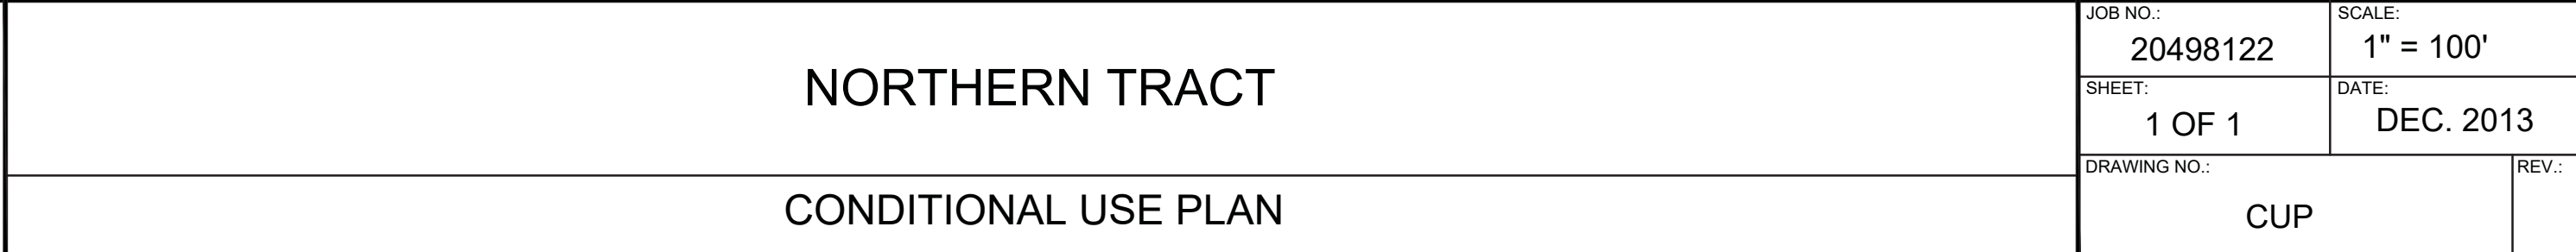 NORTHERN TRACT
CONDITIONAL USE PLAN
JOB NO.:
20498122
SCALE:
1" = 100'
SHEET:
1 OF 1
DATE:
DEC. 2013
DRAWING NO.:
CUP
REV.: